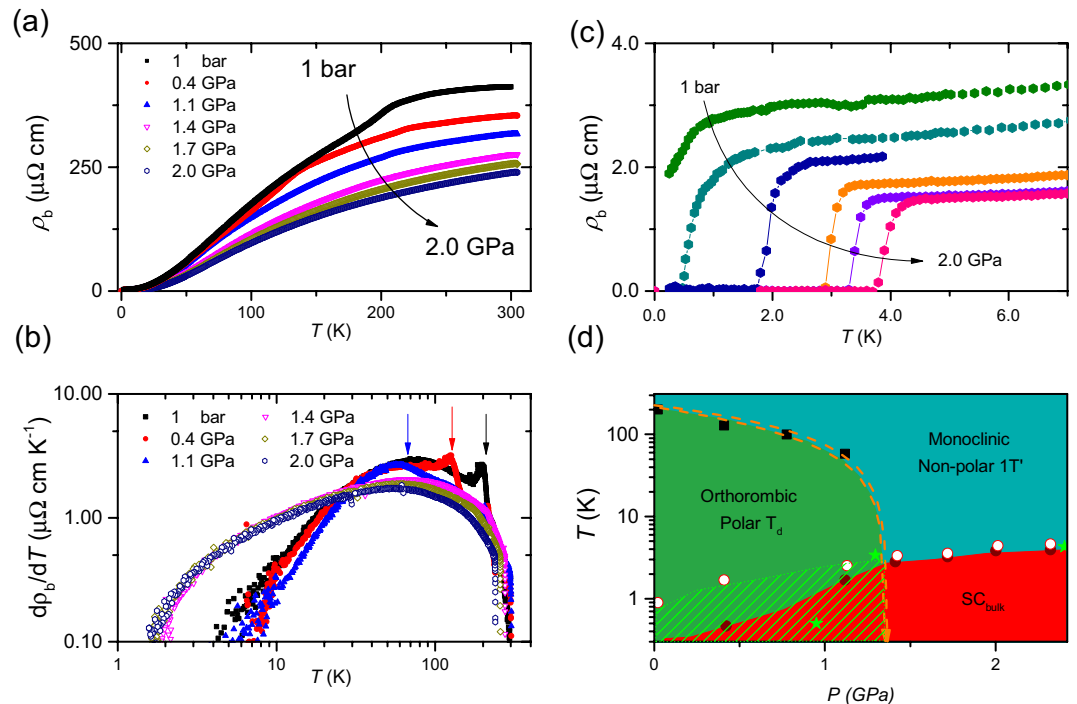 (a)
500
250
0
ρb (μΩ cm)
1 bar
0.4 GPa
1.1 GPa
1.4 GPa
1.7 GPa
2.0 GPa
1 bar
2.0 GPa
0 100 200 300
T (K)
(c)
4.0
2.0
0.0
ρb (μΩ cm)
1 bar
2.0 GPa
0.0 2.0 4.0 6.0
T (K)
(b)
10.00
1.00
0.10
dρb/dT (μΩ cm K⁻¹)
1 bar
0.4 GPa
1.1 GPa
1.4 GPa
1.7 GPa
2.0 GPa
1 10 100
T (K)
(d)
100
10
1
T (K)
Monoclinic
Non-polar 1T'
Orthorombic
Polar Td
SCbulk
0 1 2
P (GPa)